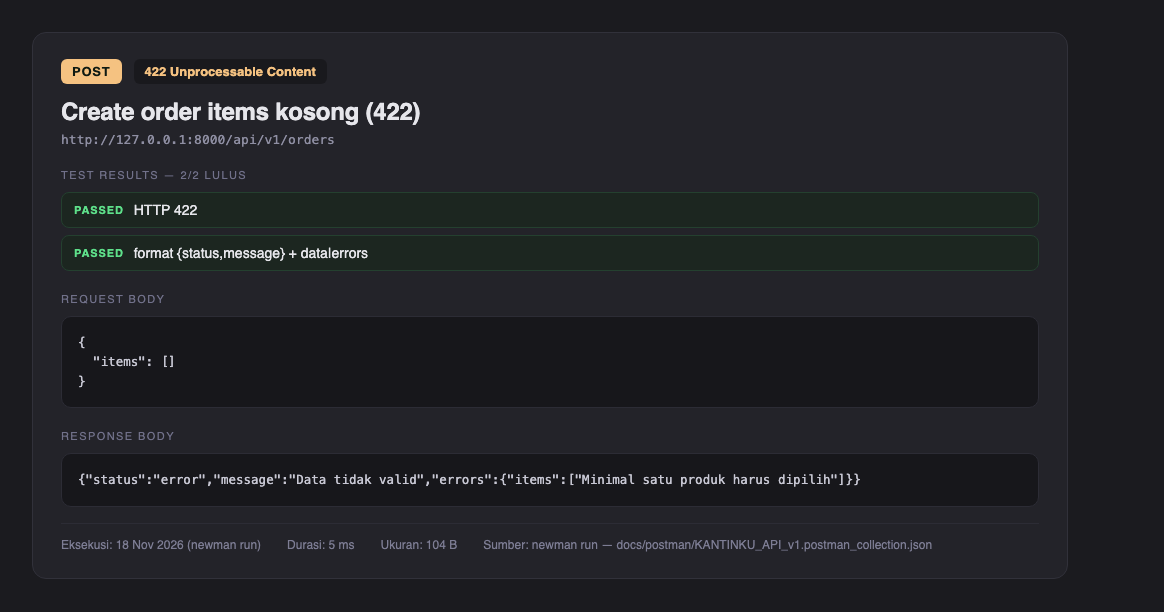 POST 422 Unprocessable Content
Create order items kosong (422)
http://127.0.0.1:8000/api/v1/orders
TEST RESULTS — 2/2 LULUS
PASSED HTTP 422
PASSED format {status,message} + data|errors
REQUEST BODY
{
  "items": []
}
RESPONSE BODY
{"status":"error","message":"Data tidak valid","errors":{"items":["Minimal satu produk harus dipilih"]}}
Eksekusi: 18 Nov 2026 (newman run) Durasi: 5 ms Ukuran: 104 B Sumber: newman run — docs/postman/KANTINKU_API_v1.postman_collection.json